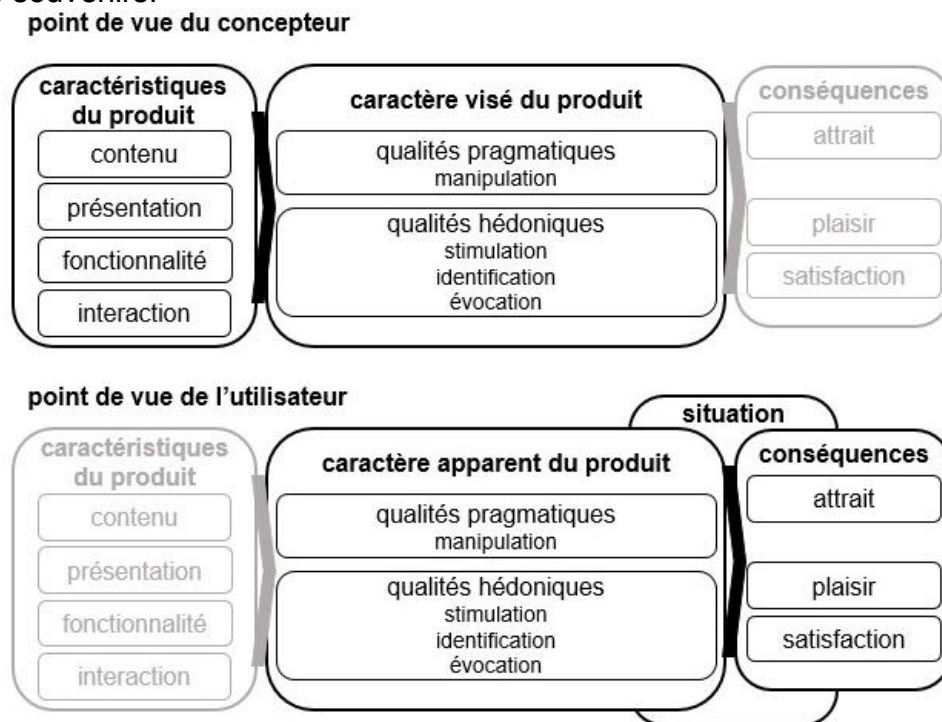 souvenir.
point de vue du concepteur
caractéristiques
du produit
contenu
présentation
fonctionnalité
interaction
caractère visé du produit
qualités pragmatiques
manipulation
qualités hédoniques
stimulation
identification
évocation
conséquences
attrait
plaisir
satisfaction
point de vue de l'utilisateur
caractéristiques
du produit
contenu
présentation
fonctionnalité
interaction
caractère apparent du produit
qualités pragmatiques
manipulation
qualités hédoniques
stimulation
identification
évocation
situation
conséquences
attrait
plaisir
satisfaction